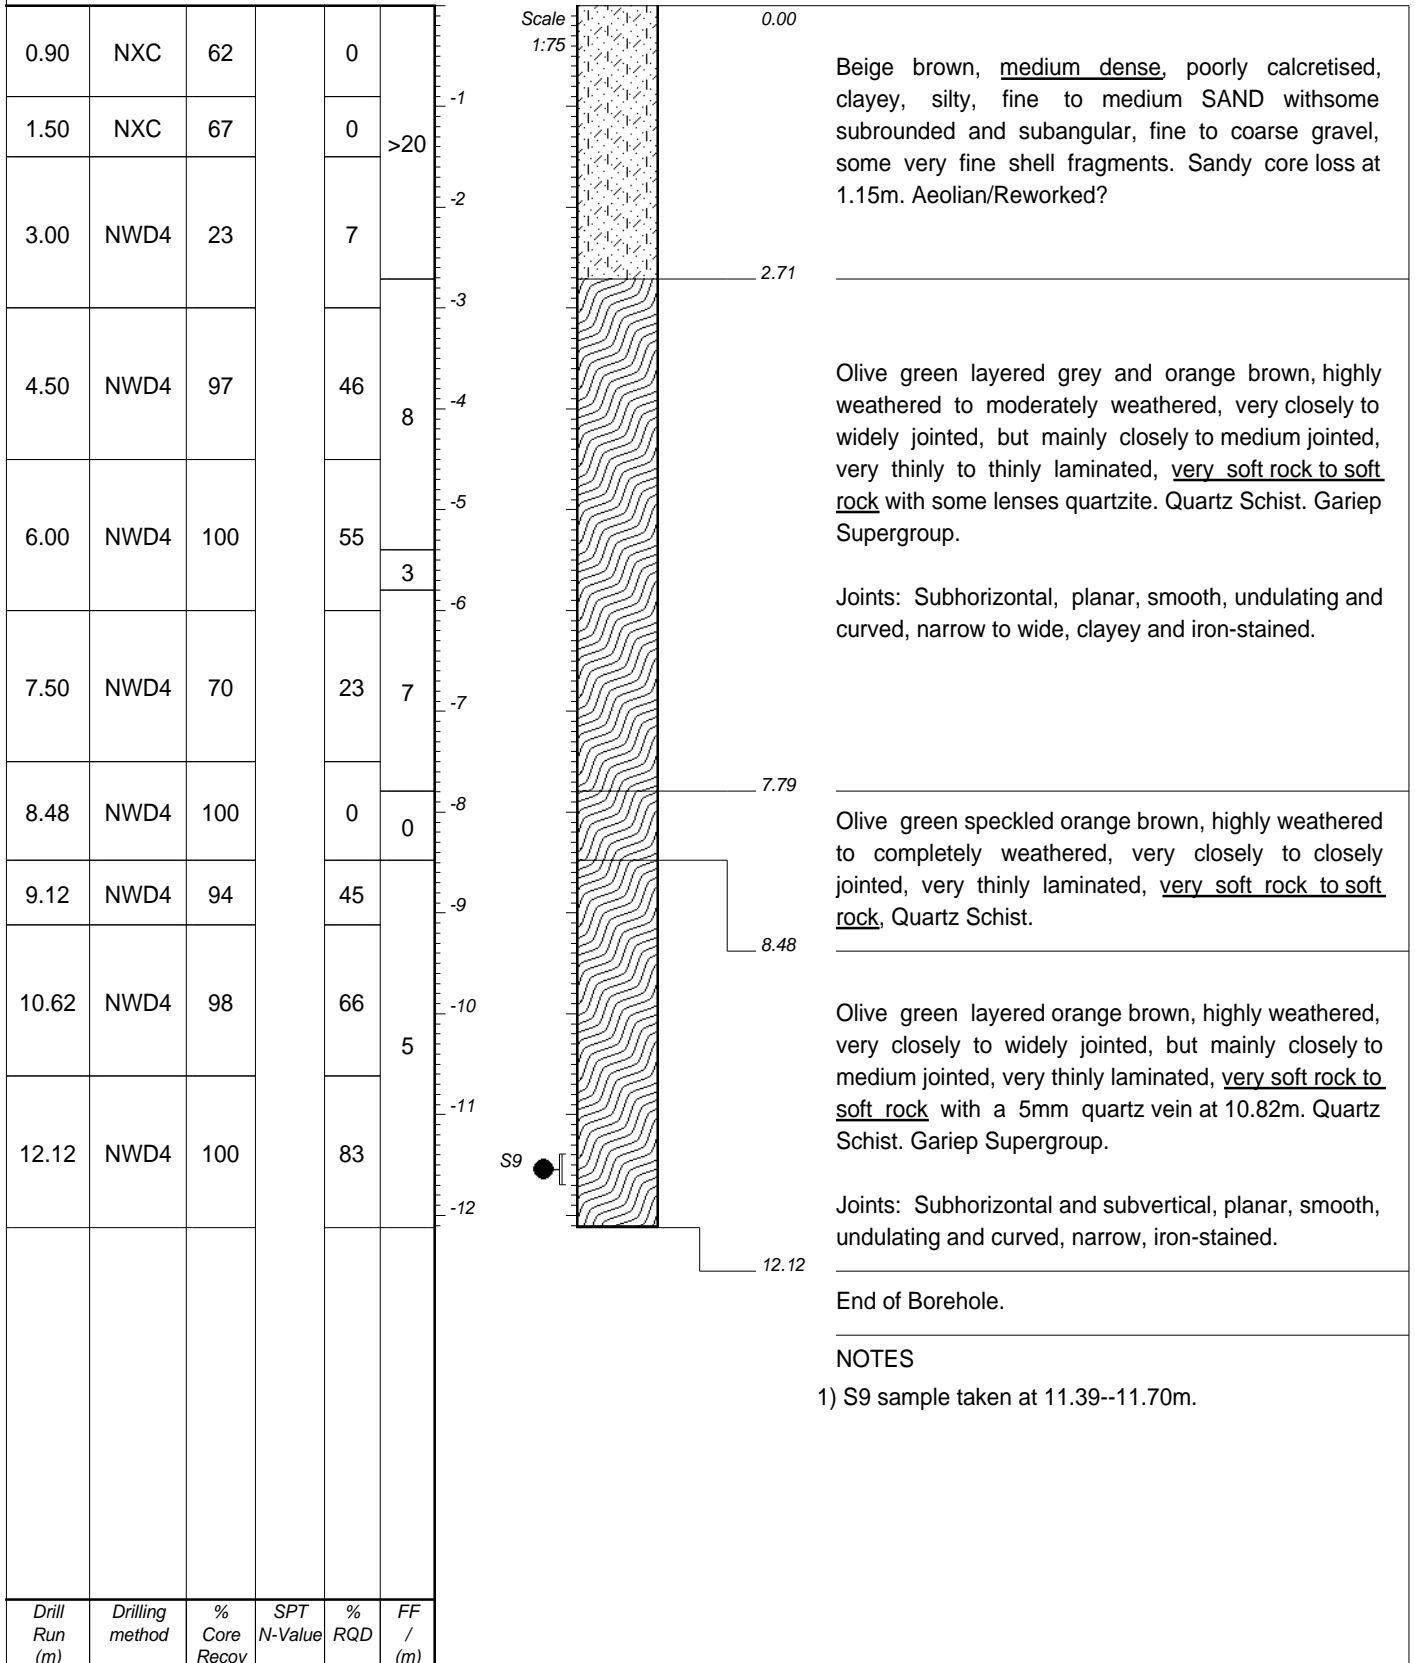 0.90 NXC 62 0
1.50 NXC 67 0
3.00 NWD4 23 7
4.50 NWD4 97 46
6.00 NWD4 100 55
7.50 NWD4 70 23
8.48 NWD4 100 0
9.12 NWD4 94 45
10.62 NWD4 98 66
12.12 NWD4 100 83
>20
8
3
7
0
5
Drill Run (m)
Drilling method
% Core Recov
SPT N-Value
% RQD
FF / (m)
-1
-2
-3
-4
-5
-6
-7
-8
-9
-10
-11
-12
Scale
1:75
S9
0.00
Beige brown, medium dense, poorly calcretised,
clayey, silty, fine to medium SAND withsome
subrounded and subangular, fine to coarse gravel,
some very fine shell fragments. Sandy core loss at
1.15m. Aeolian/Reworked?
2.71
Olive green layered grey and orange brown, highly
weathered to moderately weathered, very closely to
widely jointed, but mainly closely to medium jointed,
very thinly to thinly laminated, very soft rock to soft
rock with some lenses quartzite. Quartz Schist. Gariep
Supergroup.
Joints: Subhorizontal, planar, smooth, undulating and
curved, narrow to wide, clayey and iron-stained.
7.79
Olive green speckled orange brown, highly weathered
to completely weathered, very closely to closely
jointed, very thinly laminated, very soft rock to soft
rock, Quartz Schist.
8.48
Olive green layered orange brown, highly weathered,
very closely to widely jointed, but mainly closely to
medium jointed, very thinly laminated, very soft rock to
soft rock with a 5mm quartz vein at 10.82m. Quartz
Schist. Gariep Supergroup.
Joints: Subhorizontal and subvertical, planar, smooth,
undulating and curved, narrow, iron-stained.
12.12
End of Borehole.
NOTES
1) S9 sample taken at 11.39--11.70m.